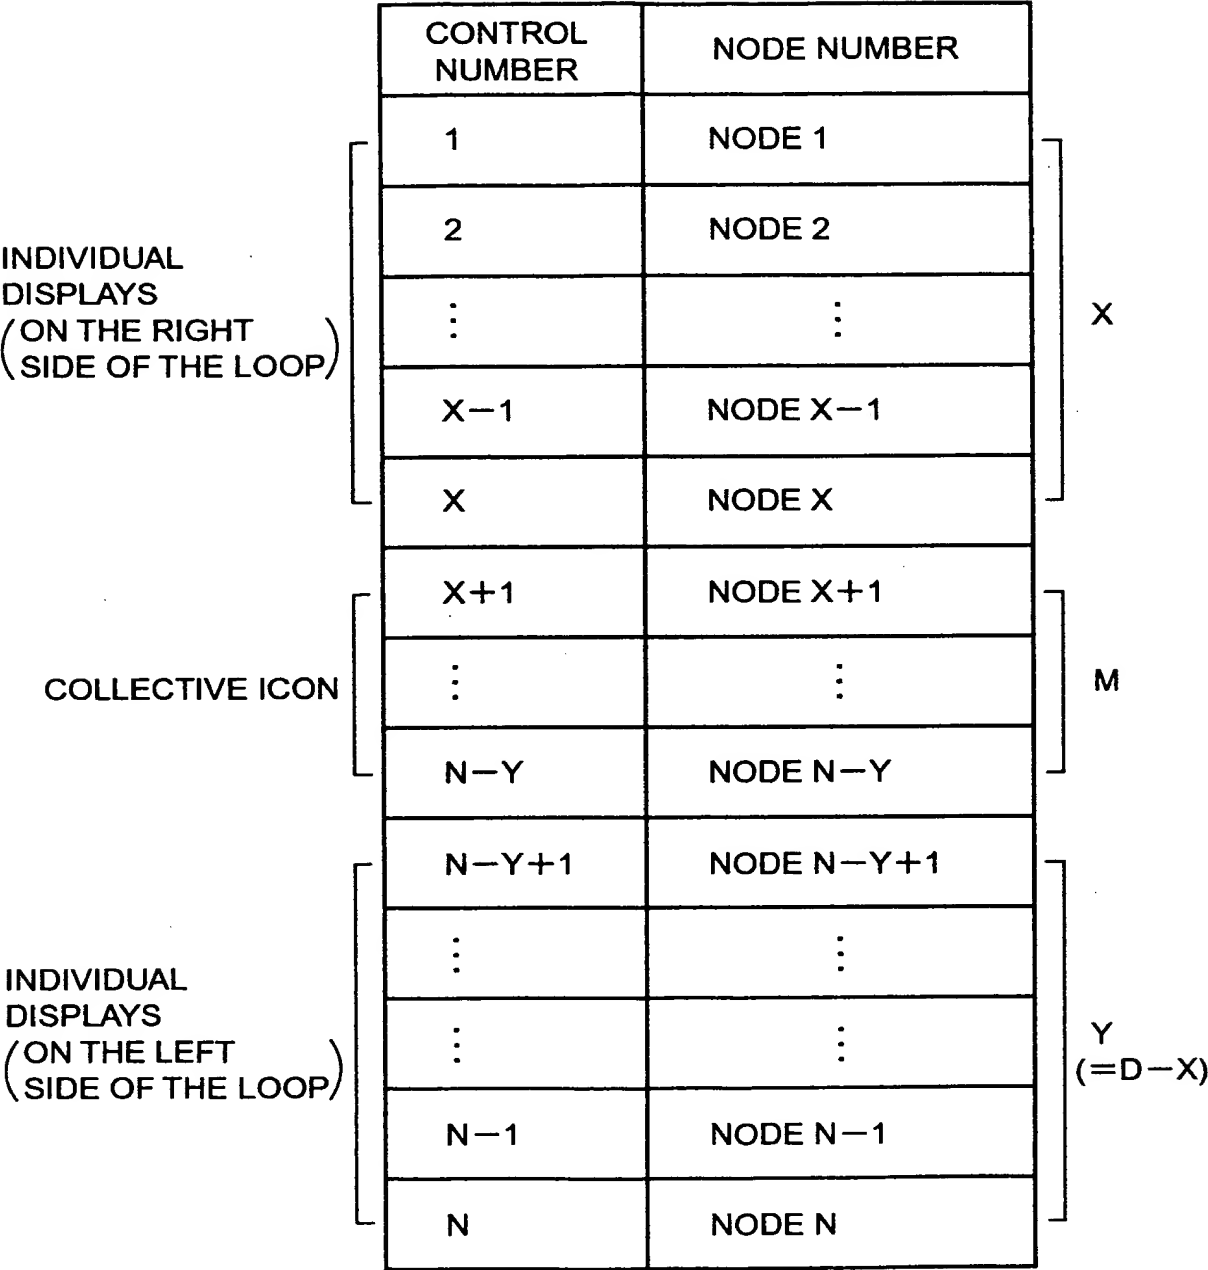 CONTROL
NUMBER
NODE NUMBER
1
NODE 1
2
NODE 2
⋮
⋮
X−1
NODE X−1
X
NODE X
X+1
NODE X+1
⋮
⋮
N−Y
NODE N−Y
N−Y+1
NODE N−Y+1
⋮
⋮
⋮
⋮
N−1
NODE N−1
N
NODE N
INDIVIDUAL
DISPLAYS
(ON THE RIGHT
SIDE OF THE LOOP)
COLLECTIVE ICON
INDIVIDUAL
DISPLAYS
(ON THE LEFT
SIDE OF THE LOOP)
X
M
Y
(=D−X)